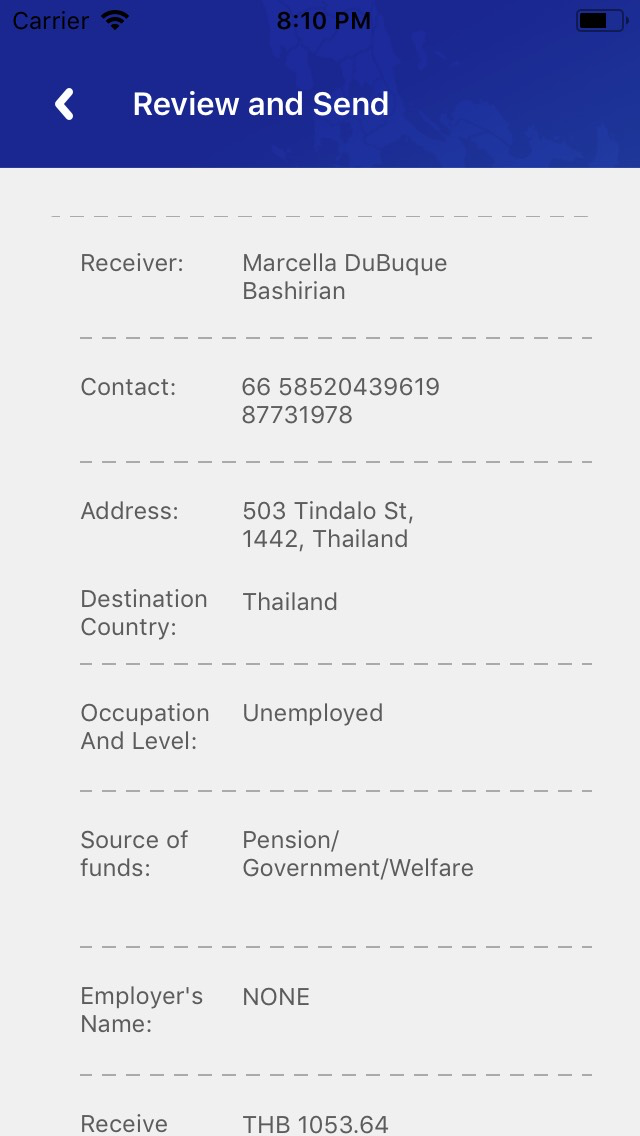 Carrier 8:10 PM
Review and Send
Receiver: Marcella DuBuque
Bashirian
Contact: 66 58520439619
87731978
Address: 503 Tindalo St,
1442, Thailand
Destination Thailand
Country:
Occupation Unemployed
And Level:
Source of Pension/
funds: Government/Welfare
Employer's NONE
Name:
Receive THB 1053.64